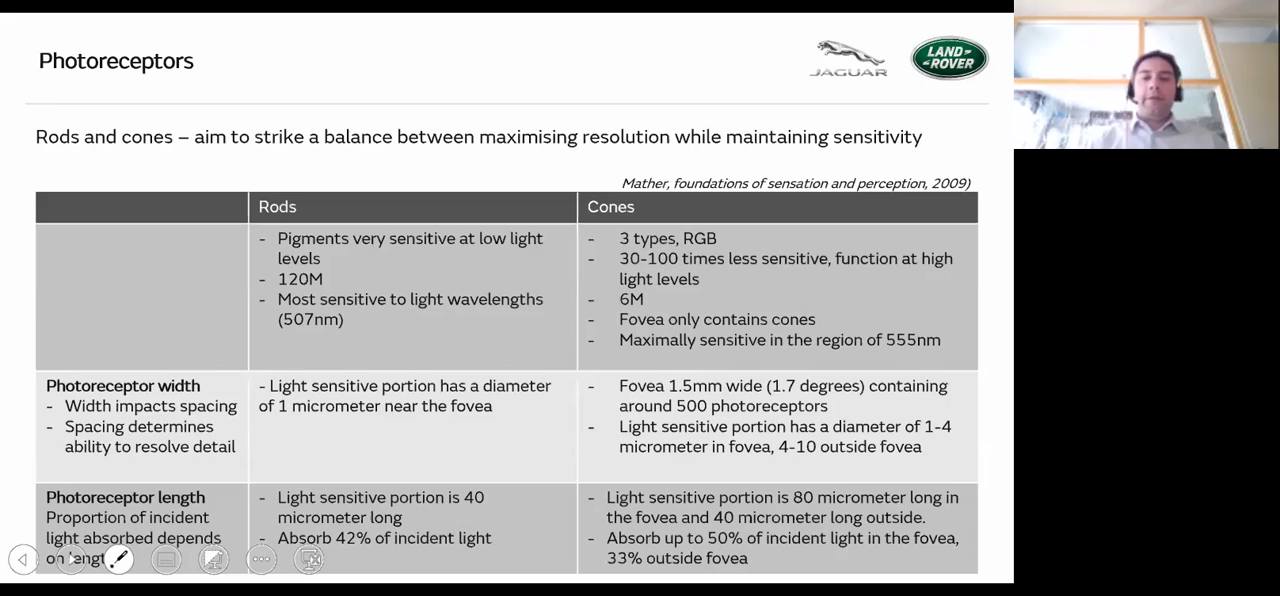 Photoreceptors
JAGUAR
LAND-
-ROVER
Rods and cones – aim to strike a balance between maximising resolution while maintaining sensitivity
Mather, foundations of sensation and perception, 2009)
Rods
Cones
- Pigments very sensitive at low light
levels
- 120M
- Most sensitive to light wavelengths
(507nm)
- 3 types, RGB
- 30-100 times less sensitive, function at high
light levels
- 6M
- Fovea only contains cones
- Maximally sensitive in the region of 555nm
Photoreceptor width
- Width impacts spacing
- Spacing determines
ability to resolve detail
- Light sensitive portion has a diameter
of 1 micrometer near the fovea
- Fovea 1.5mm wide (1.7 degrees) containing
around 500 photoreceptors
- Light sensitive portion has a diameter of 1-4
micrometer in fovea, 4-10 outside fovea
Photoreceptor length
Proportion of incident
light absorbed depends
on length
- Light sensitive portion is 40
micrometer long
- Absorb 42% of incident light
- Light sensitive portion is 80 micrometer long in
the fovea and 40 micrometer long outside.
- Absorb up to 50% of incident light in the fovea,
33% outside fovea